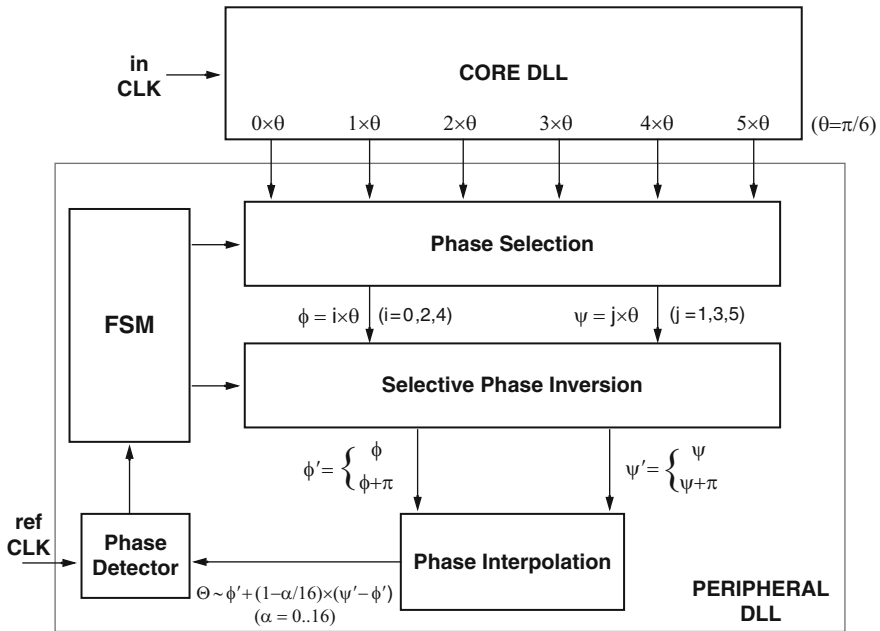 in
CLK
CORE DLL
0×θ 1×θ 2×θ 3×θ 4×θ 5×θ (θ=π/6)
Phase Selection
FSM
ϕ = i×θ (i=0,2,4) ψ = j×θ (j =1,3,5)
Selective Phase Inversion
ϕ′= { ϕ
ϕ+π
ψ′= { ψ
ψ+π
ref
CLK
Phase
Detector
Phase Interpolation
Θ ~ ϕ′+(1−α/16)×(ψ′−ϕ′)
(α = 0..16)
PERIPHERAL
DLL